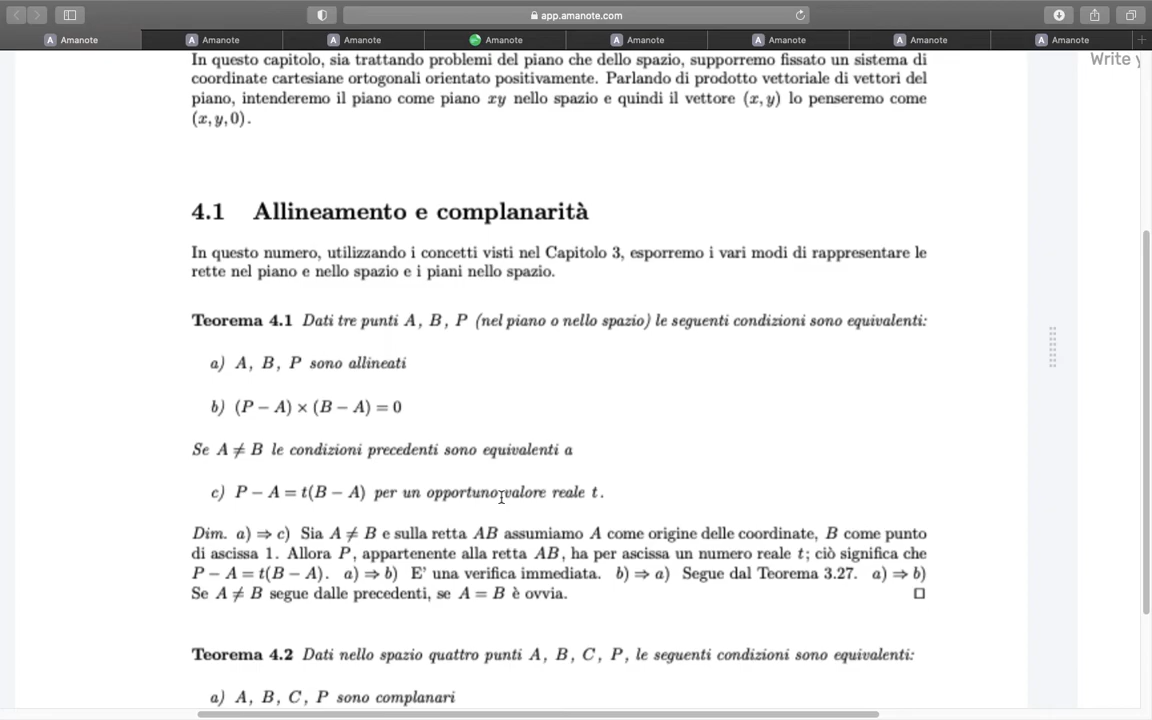 app.amanote.com
Amanote Amanote Amanote Amanote Amanote Amanote Amanote Amanote
In questo capitolo, sia trattando problemi del piano che dello spazio, supporremo fissato un sistema di
coordinate cartesiane ortogonali orientato positivamente. Parlando di prodotto vettoriale di vettori del
piano, intenderemo il piano come piano xy nello spazio e quindi il vettore (x, y) lo penseremo come
(x, y, 0).
Write
4.1 Allineamento e complanarità
In questo numero, utilizzando i concetti visti nel Capitolo 3, esporremo i vari modi di rappresentare le
rette nel piano e nello spazio e i piani nello spazio.
Teorema 4.1 Dati tre punti A, B, P (nel piano o nello spazio) le seguenti condizioni sono equivalenti:
a) A, B, P sono allineati
b) (P − A) × (B − A) = 0
Se A ≠ B le condizioni precedenti sono equivalenti a
c) P − A = t(B − A) per un opportuno valore reale t.
Dim. a) ⇒ c) Sia A ≠ B e sulla retta AB assumiamo A come origine delle coordinate, B come punto
di ascissa 1. Allora P, appartenente alla retta AB, ha per ascissa un numero reale t; ciò significa che
P − A = t(B − A). a) ⇒ b) E' una verifica immediata. b) ⇒ a) Segue dal Teorema 3.27. a) ⇒ b)
Se A ≠ B segue dalle precedenti, se A = B è ovvia. □
Teorema 4.2 Dati nello spazio quattro punti A, B, C, P, le seguenti condizioni sono equivalenti:
a) A, B, C, P sono complanari